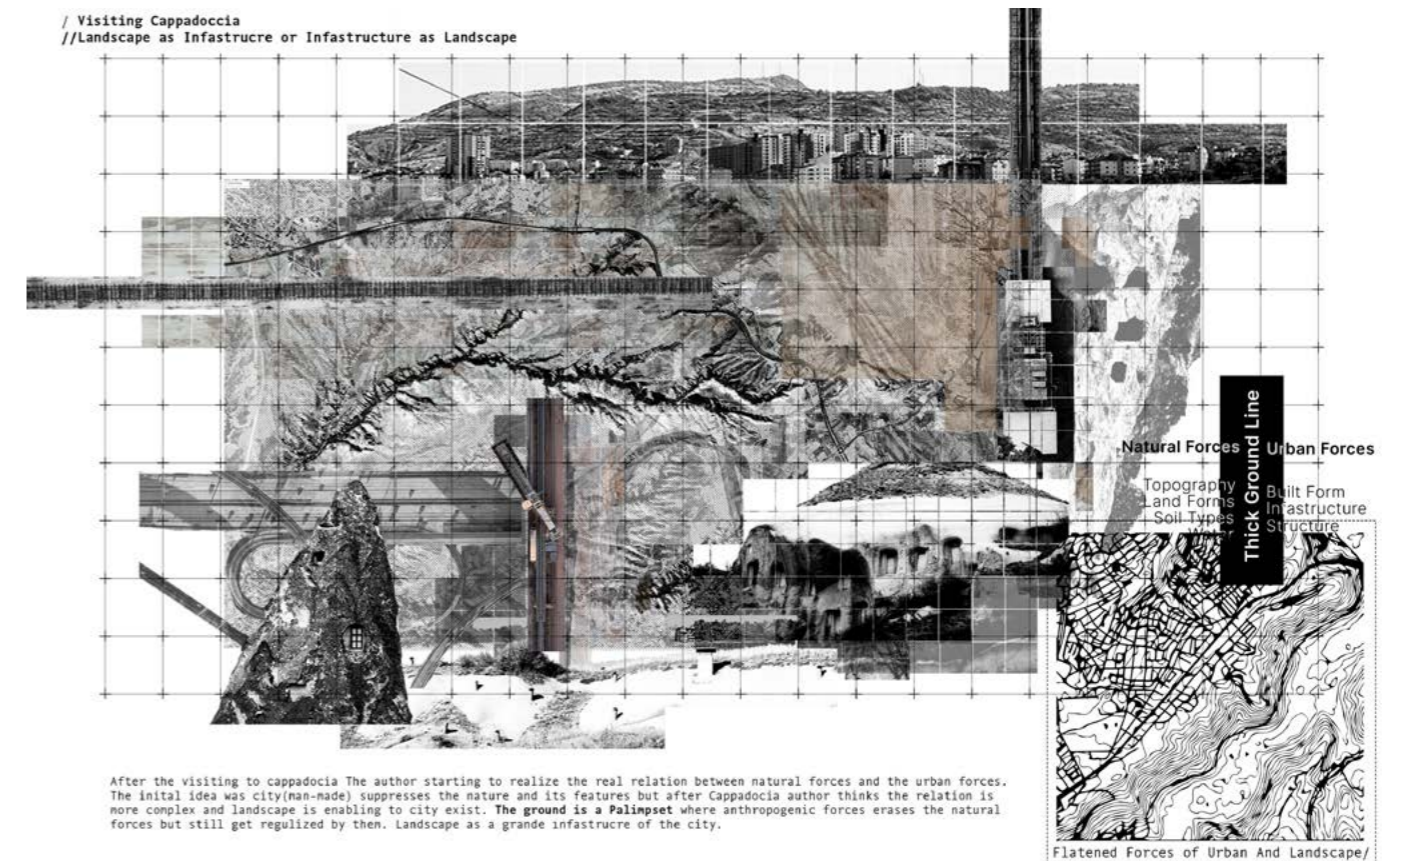 / Visiting Cappadoccia
//Landscape as Infastrucre or Infastructure as Landscape
Natural Forces
Topography
Land Forms
Soil Types
Water
Thick Ground Line
Urban Forces
Built Form
Infastructure
Structure
After the visiting to cappadocia The author starting to realize the real relation between natural forces and the urban forces.
The inital idea was city(man-made) suppresses the nature and its features but after Cappadocia author thinks the relation is
more complex and landscape is enabling to city exist. The ground is a Palimpset where anthropogenic forces erases the natural
forces but still get regulized by them. Landscape as a grande infastrucre of the city.
Flatened Forces of Urban And Landscape/